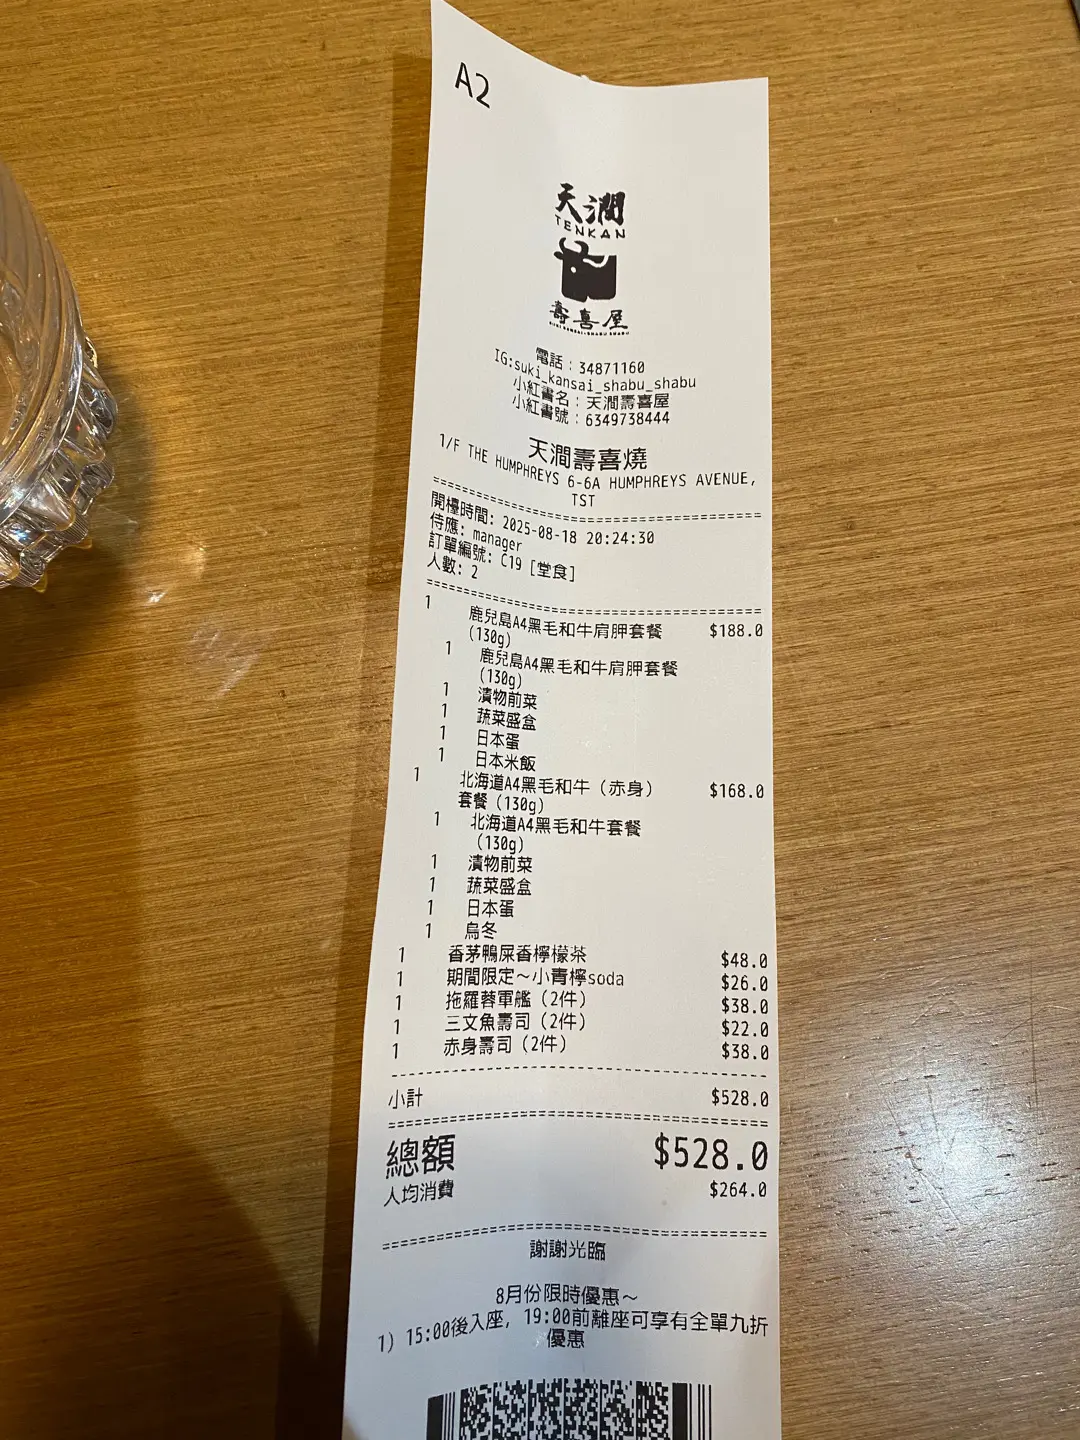 A2
天潤
TENKAN
壽喜屋
電話：34871160
IG:suki_kansai_shabu_shabu
小紅書名：天潤壽喜屋
小紅書號：6349738444
天潤壽喜燒
1/F THE HUMPHREYS 6-6A HUMPHREYS AVENUE,
TST
開檯時間: 2025-08-18 20:24:30
侍應: manager
訂單編號: C19 [堂食]
人數: 2
1 鹿兒島A4黑毛和牛肩胛套餐 $188.0
(130g)
1 鹿兒島A4黑毛和牛肩胛套餐
(130g)
1 漬物前菜
1 蔬菜盛盒
1 日本蛋
1 日本米飯
1 北海道A4黑毛和牛（赤身） $168.0
套餐（130g）
1 北海道A4黑毛和牛套餐
（130g）
1 漬物前菜
1 蔬菜盛盒
1 日本蛋
1 烏冬
1 香茅鴨屎香檸檬茶 $48.0
1 期間限定～小青檸soda $26.0
1 拖羅蓉軍艦（2件） $38.0
1 三文魚壽司（2件） $22.0
1 赤身壽司（2件） $38.0
小計 $528.0
總額 $528.0
人均消費 $264.0
謝謝光臨
8月份限時優惠～
1) 15:00後入座, 19:00前離座可享有全單九折
優惠